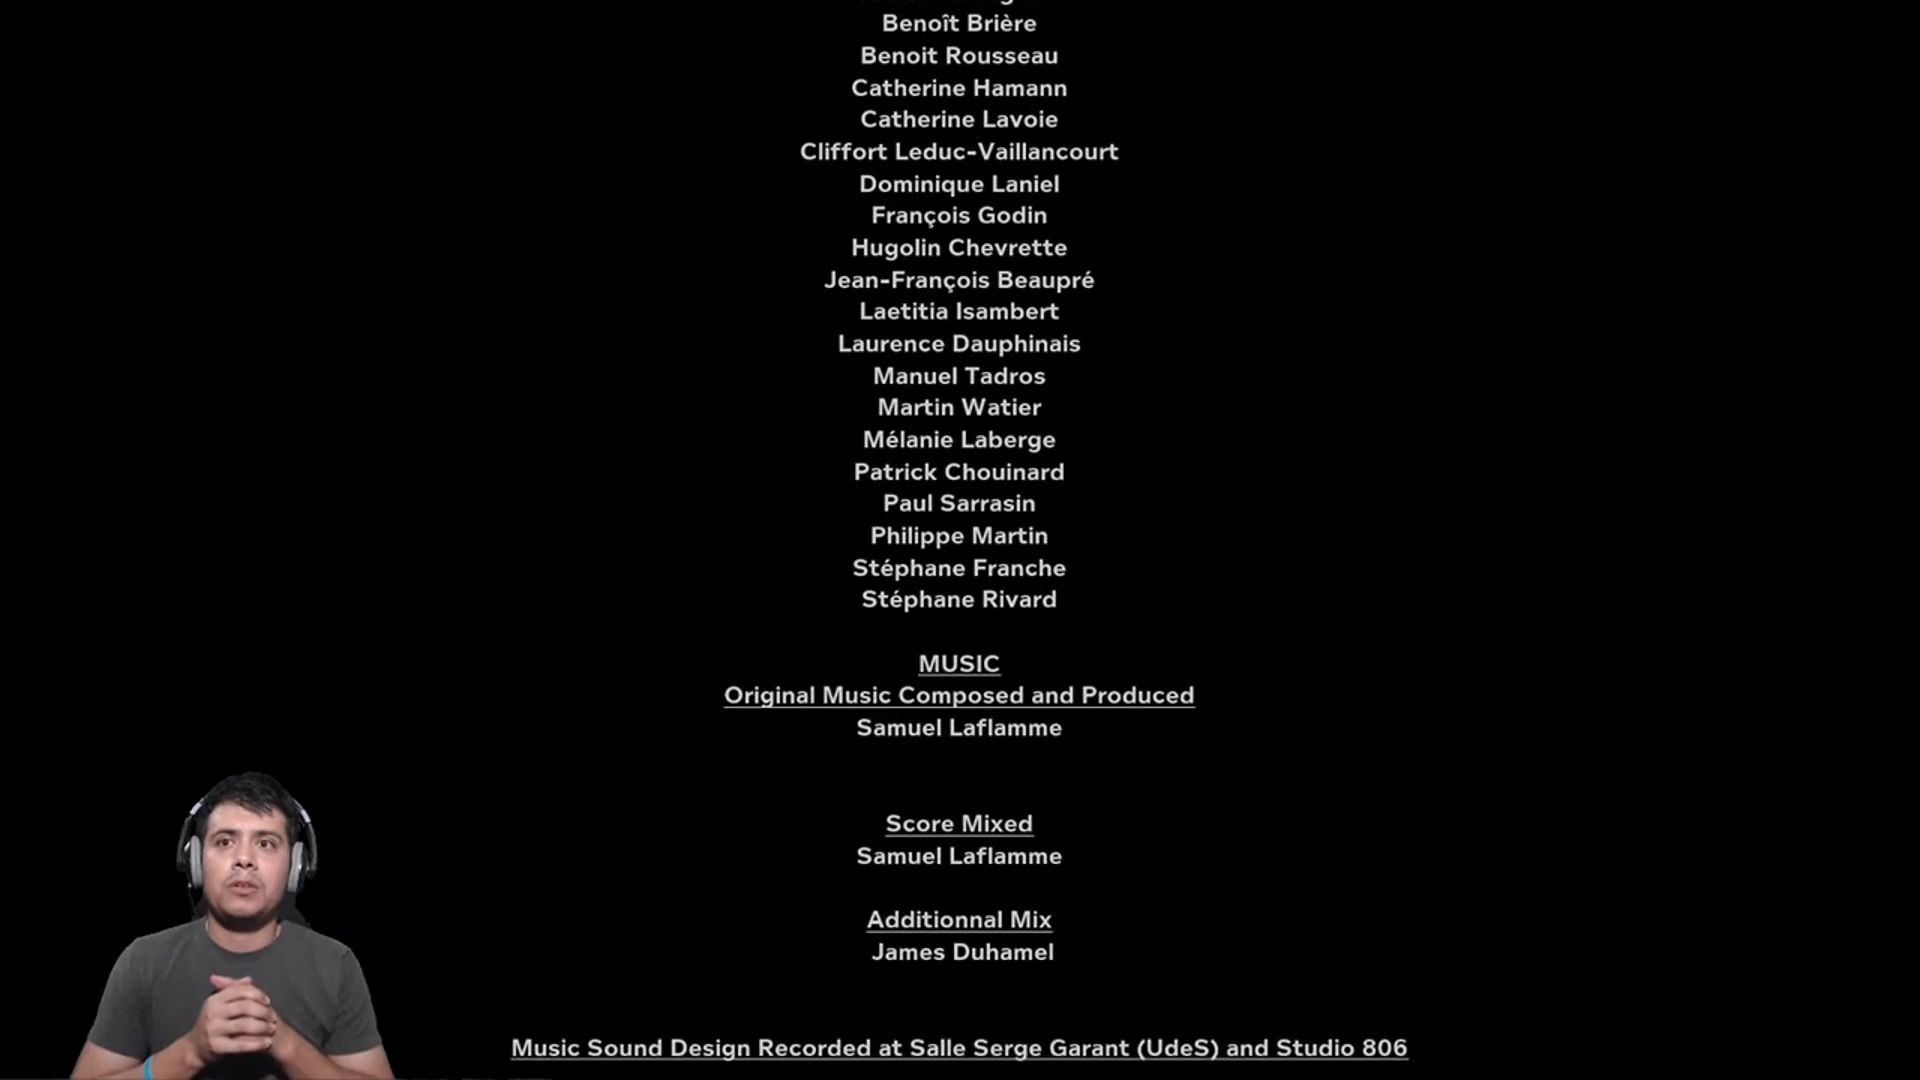 Benoît Brière
Benoit Rousseau
Catherine Hamann
Catherine Lavoie
Cliffort Leduc-Vaillancourt
Dominique Laniel
François Godin
Hugolin Chevrette
Jean-François Beaupré
Laetitia Isambert
Laurence Dauphinais
Manuel Tadros
Martin Watier
Mélanie Laberge
Patrick Chouinard
Paul Sarrasin
Philippe Martin
Stéphane Franche
Stéphane Rivard
MUSIC
Original Music Composed and Produced
Samuel Laflamme
Score Mixed
Samuel Laflamme
Additionnal Mix
James Duhamel
Music Sound Design Recorded at Salle Serge Garant (UdeS) and Studio 806